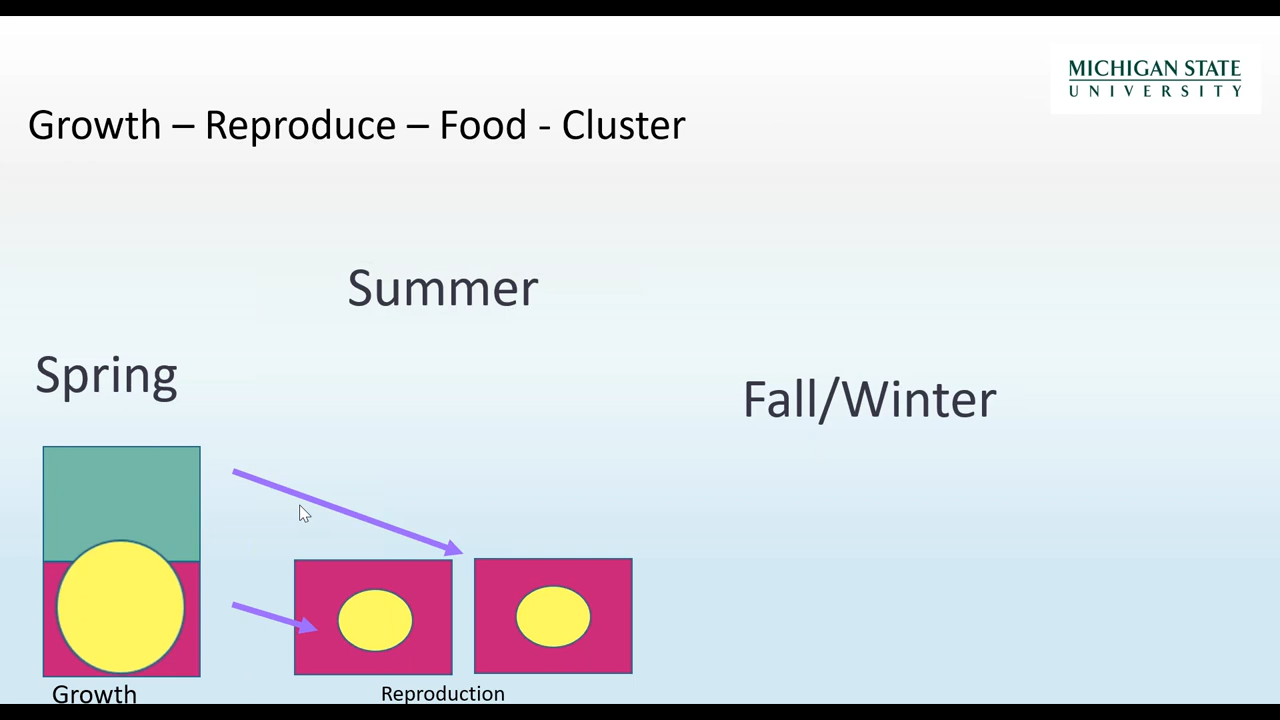 MICHIGAN STATE
UNIVERSITY
Growth – Reproduce – Food - Cluster
Summer
Spring
Fall/Winter
Growth
Reproduction